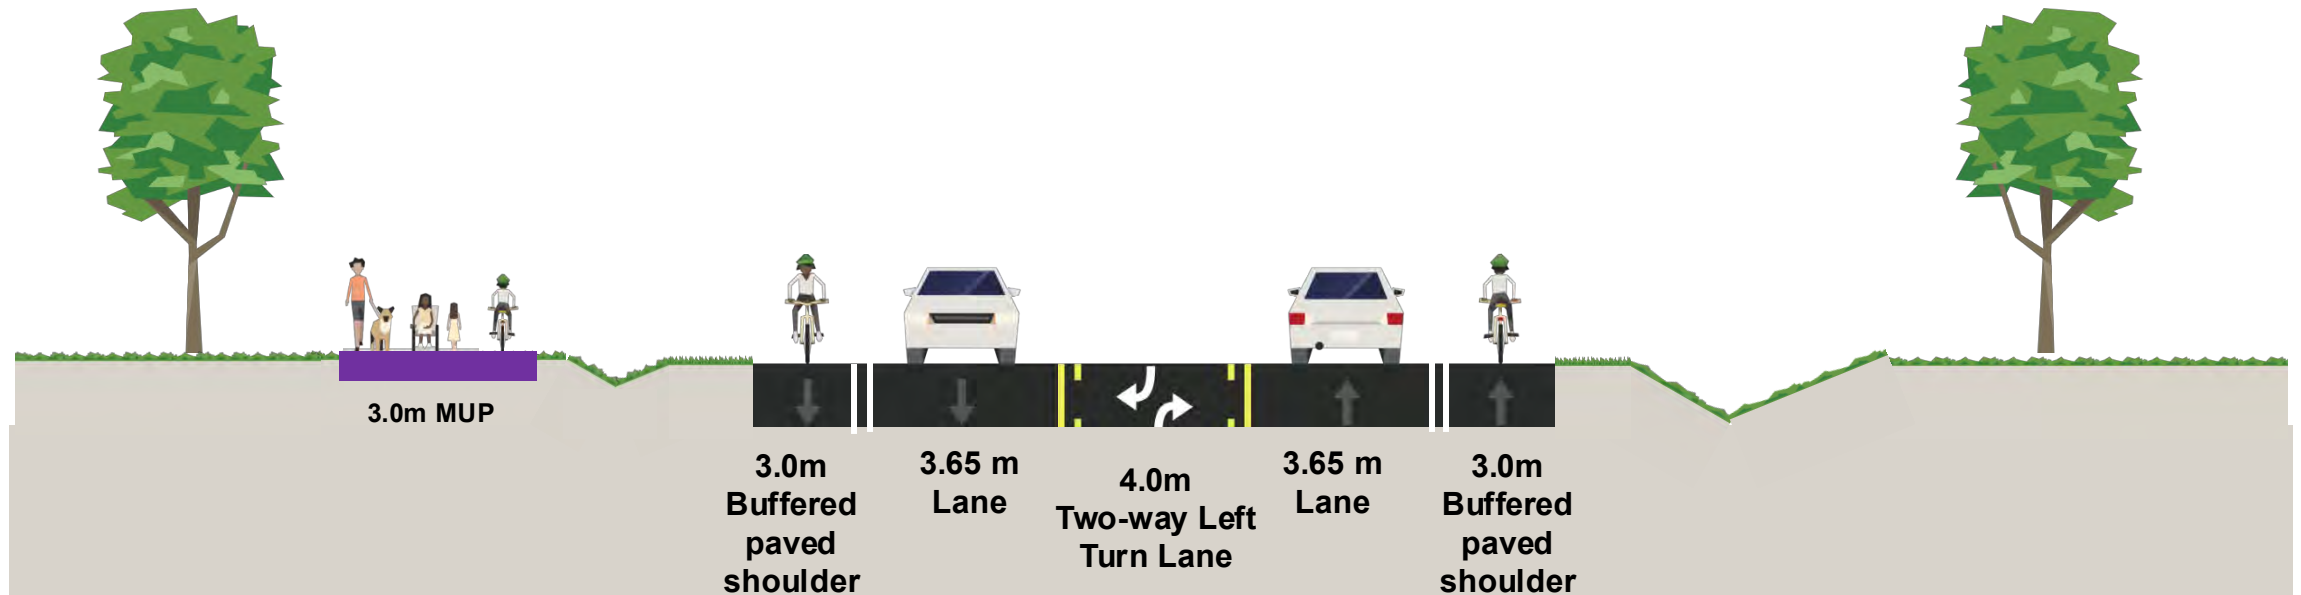 3.0m MUP
3.0m
Buffered
paved
shoulder
3.65 m
Lane
4.0m
Two-way Left
Turn Lane
3.65 m
Lane
3.0m
Buffered
paved
shoulder